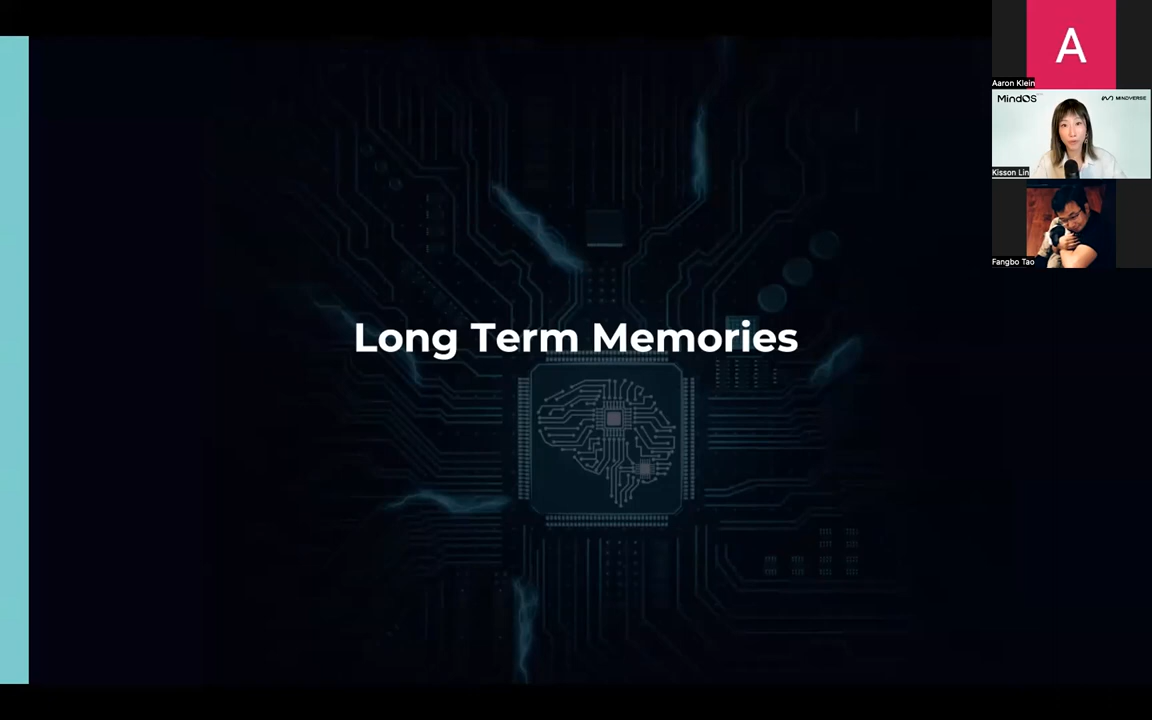 Long Term Memories
A
Aaron Klein
MindOS
MINDVERSE
Kisson Lin
Fangbo Tao